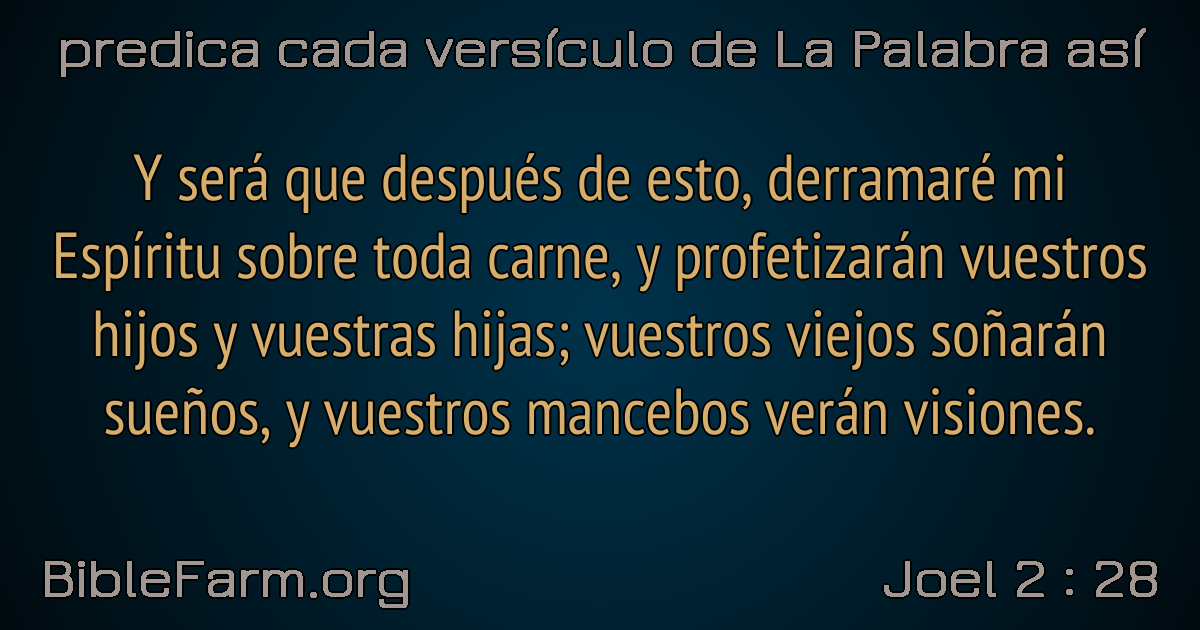 predica cada versículo de La Palabra así
Y será que después de esto, derramaré mi
Espíritu sobre toda carne, y profetizarán vuestros
hijos y vuestras hijas; vuestros viejos soñarán
sueños, y vuestros mancebos verán visiones.
BibleFarm.org
Joel 2 : 28